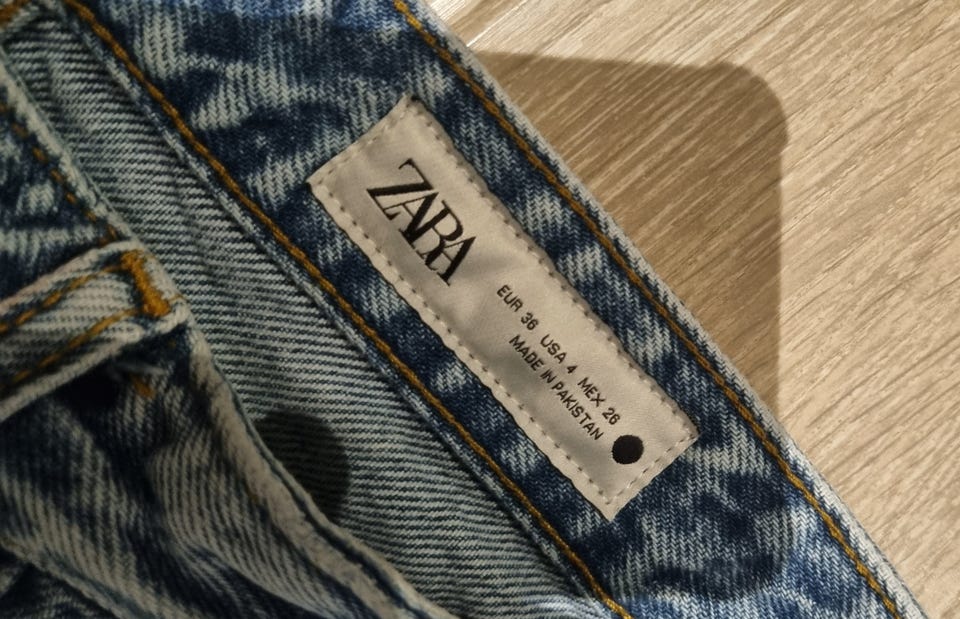 ZARA
EUR 36 USA 4 MEX 26
MADE IN PAKISTAN